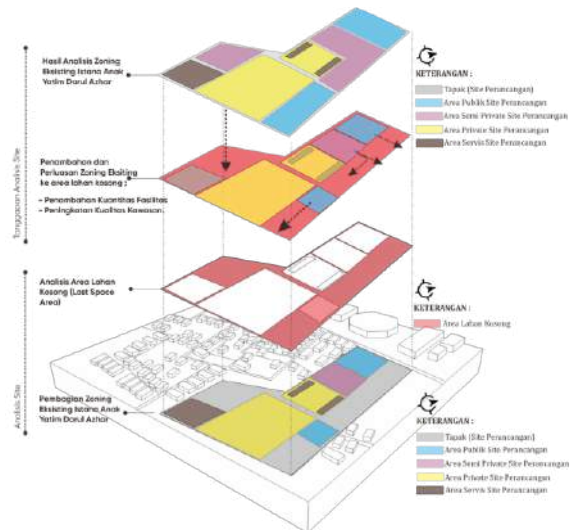 Hasil Analisis Zoning
Eksisting Istana Anak
Yatim Darul Azhar
KETERANGAN :
Tapak (Site Perancangan)
Area Publik Site Perancangan
Area Semi Private Site Perancangan
Area Private Site Perancangan
Area Servis Site Perancangan
Tanggapan Analisis Site
Penambahan dan
Perluasan Zoning Eksiting
ke area lahan kosong :
- Penambahan Kuantitas Fasilitas
- Peningkatan Kualitas Kawasan.
Analisis Area Lahan
Kosong (Lost Space
Area)
KETERANGAN :
Area Lahan Kosong
Analisis Site
Pembagian Zoning
Eksisting Istana Anak
Yatim Darul Azhar
KETERANGAN :
Tapak (Site Perancangan)
Area Publik Site Perancangan
Area Semi Private Site Perancangan
Area Private Site Perancangan
Area Servis Site Perancangan